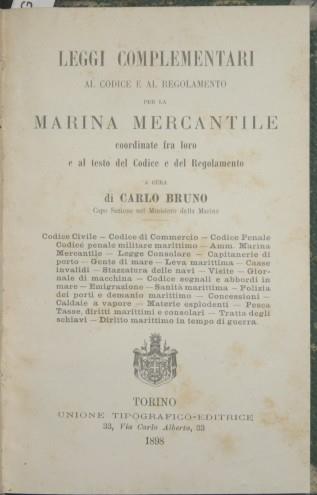 LEGGI COMPLEMENTARI
AL CODICE E AL REGOLAMENTO
PER LA
MARINA MERCANTILE
coordinate fra loro
e al testo del Codice e del Regolamento
A CURA
di CARLO BRUNO
Capo Sezione nel Ministero della Marina
Codice Civile — Codice di Commercio — Codice Penale
Codice penale militare marittimo — Amm. Marina
Mercantile — Legge Consolare — Capitanerie di
porto — Gente di mare — Leva marittima — Casse
invalidi — Stazzatura delle navi — Visite — Gior-
nale di macchina — Codice segnali e abbordi in
mare — Emigrazione — Sanità marittima — Polizia
dei porti e demanio marittimo — Concessioni —
Caldaie a vapore — Materie esplodenti — Pesca
Tasse, diritti marittimi e consolari — Tratta degli
schiavi — Diritto marittimo in tempo di guerra.
TORINO
UNIONE TIPOGRAFICO-EDITRICE
33, Via Carlo Alberto, 33
1898